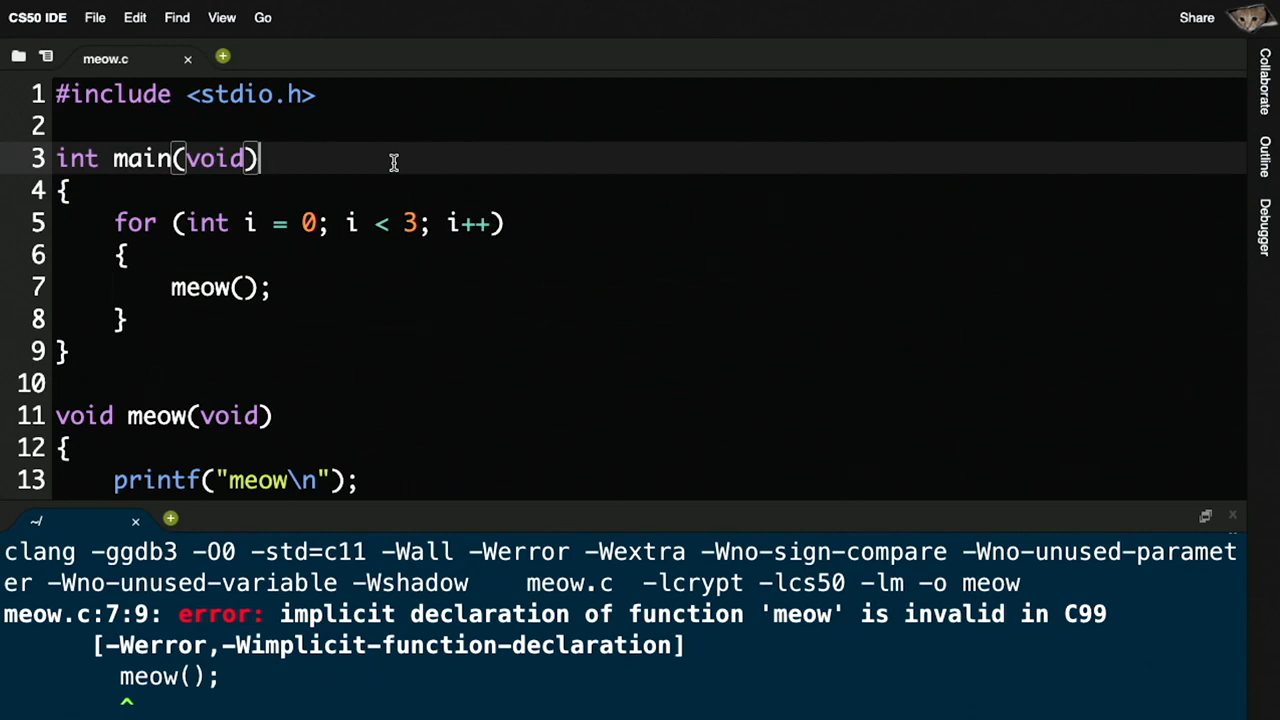 CS50 IDE File Edit Find View Go Share
meow.c
1 #include <stdio.h>
2
3 int main(void)
4 {
5 for (int i = 0; i < 3; i++)
6 {
7 meow();
8 }
9 }
10
11 void meow(void)
12 {
13 printf("meow\n");
Collaborate
Outline
Debugger
~/
clang -ggdb3 -O0 -std=c11 -Wall -Werror -Wextra -Wno-sign-compare -Wno-unused-paramet
er -Wno-unused-variable -Wshadow meow.c -lcrypt -lcs50 -lm -o meow
meow.c:7:9: error: implicit declaration of function 'meow' is invalid in C99
[-Werror,-Wimplicit-function-declaration]
meow();
^